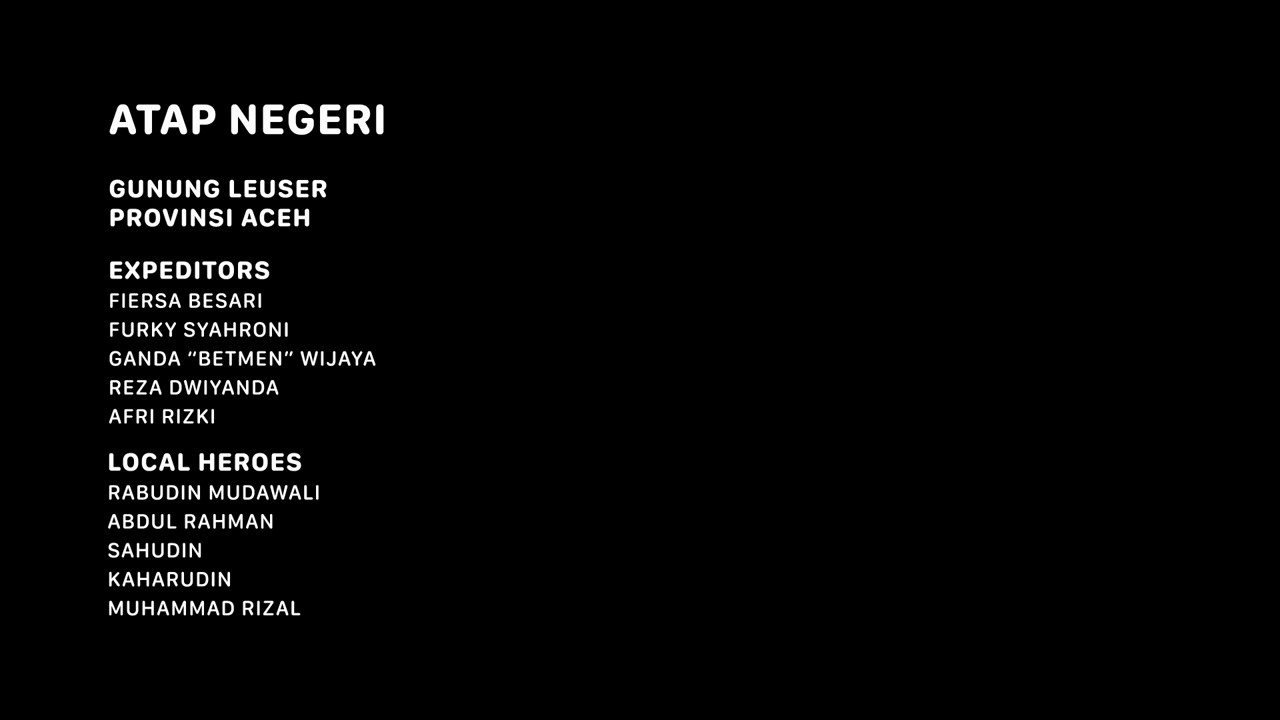 ATAP NEGERI
GUNUNG LEUSER
PROVINSI ACEH
EXPEDITORS
FIERSA BESARI
FURKY SYAHRONI
GANDA “BETMEN” WIJAYA
REZA DWIYANDA
AFRI RIZKI
LOCAL HEROES
RABUDIN MUDAWALI
ABDUL RAHMAN
SAHUDIN
KAHARUDIN
MUHAMMAD RIZAL